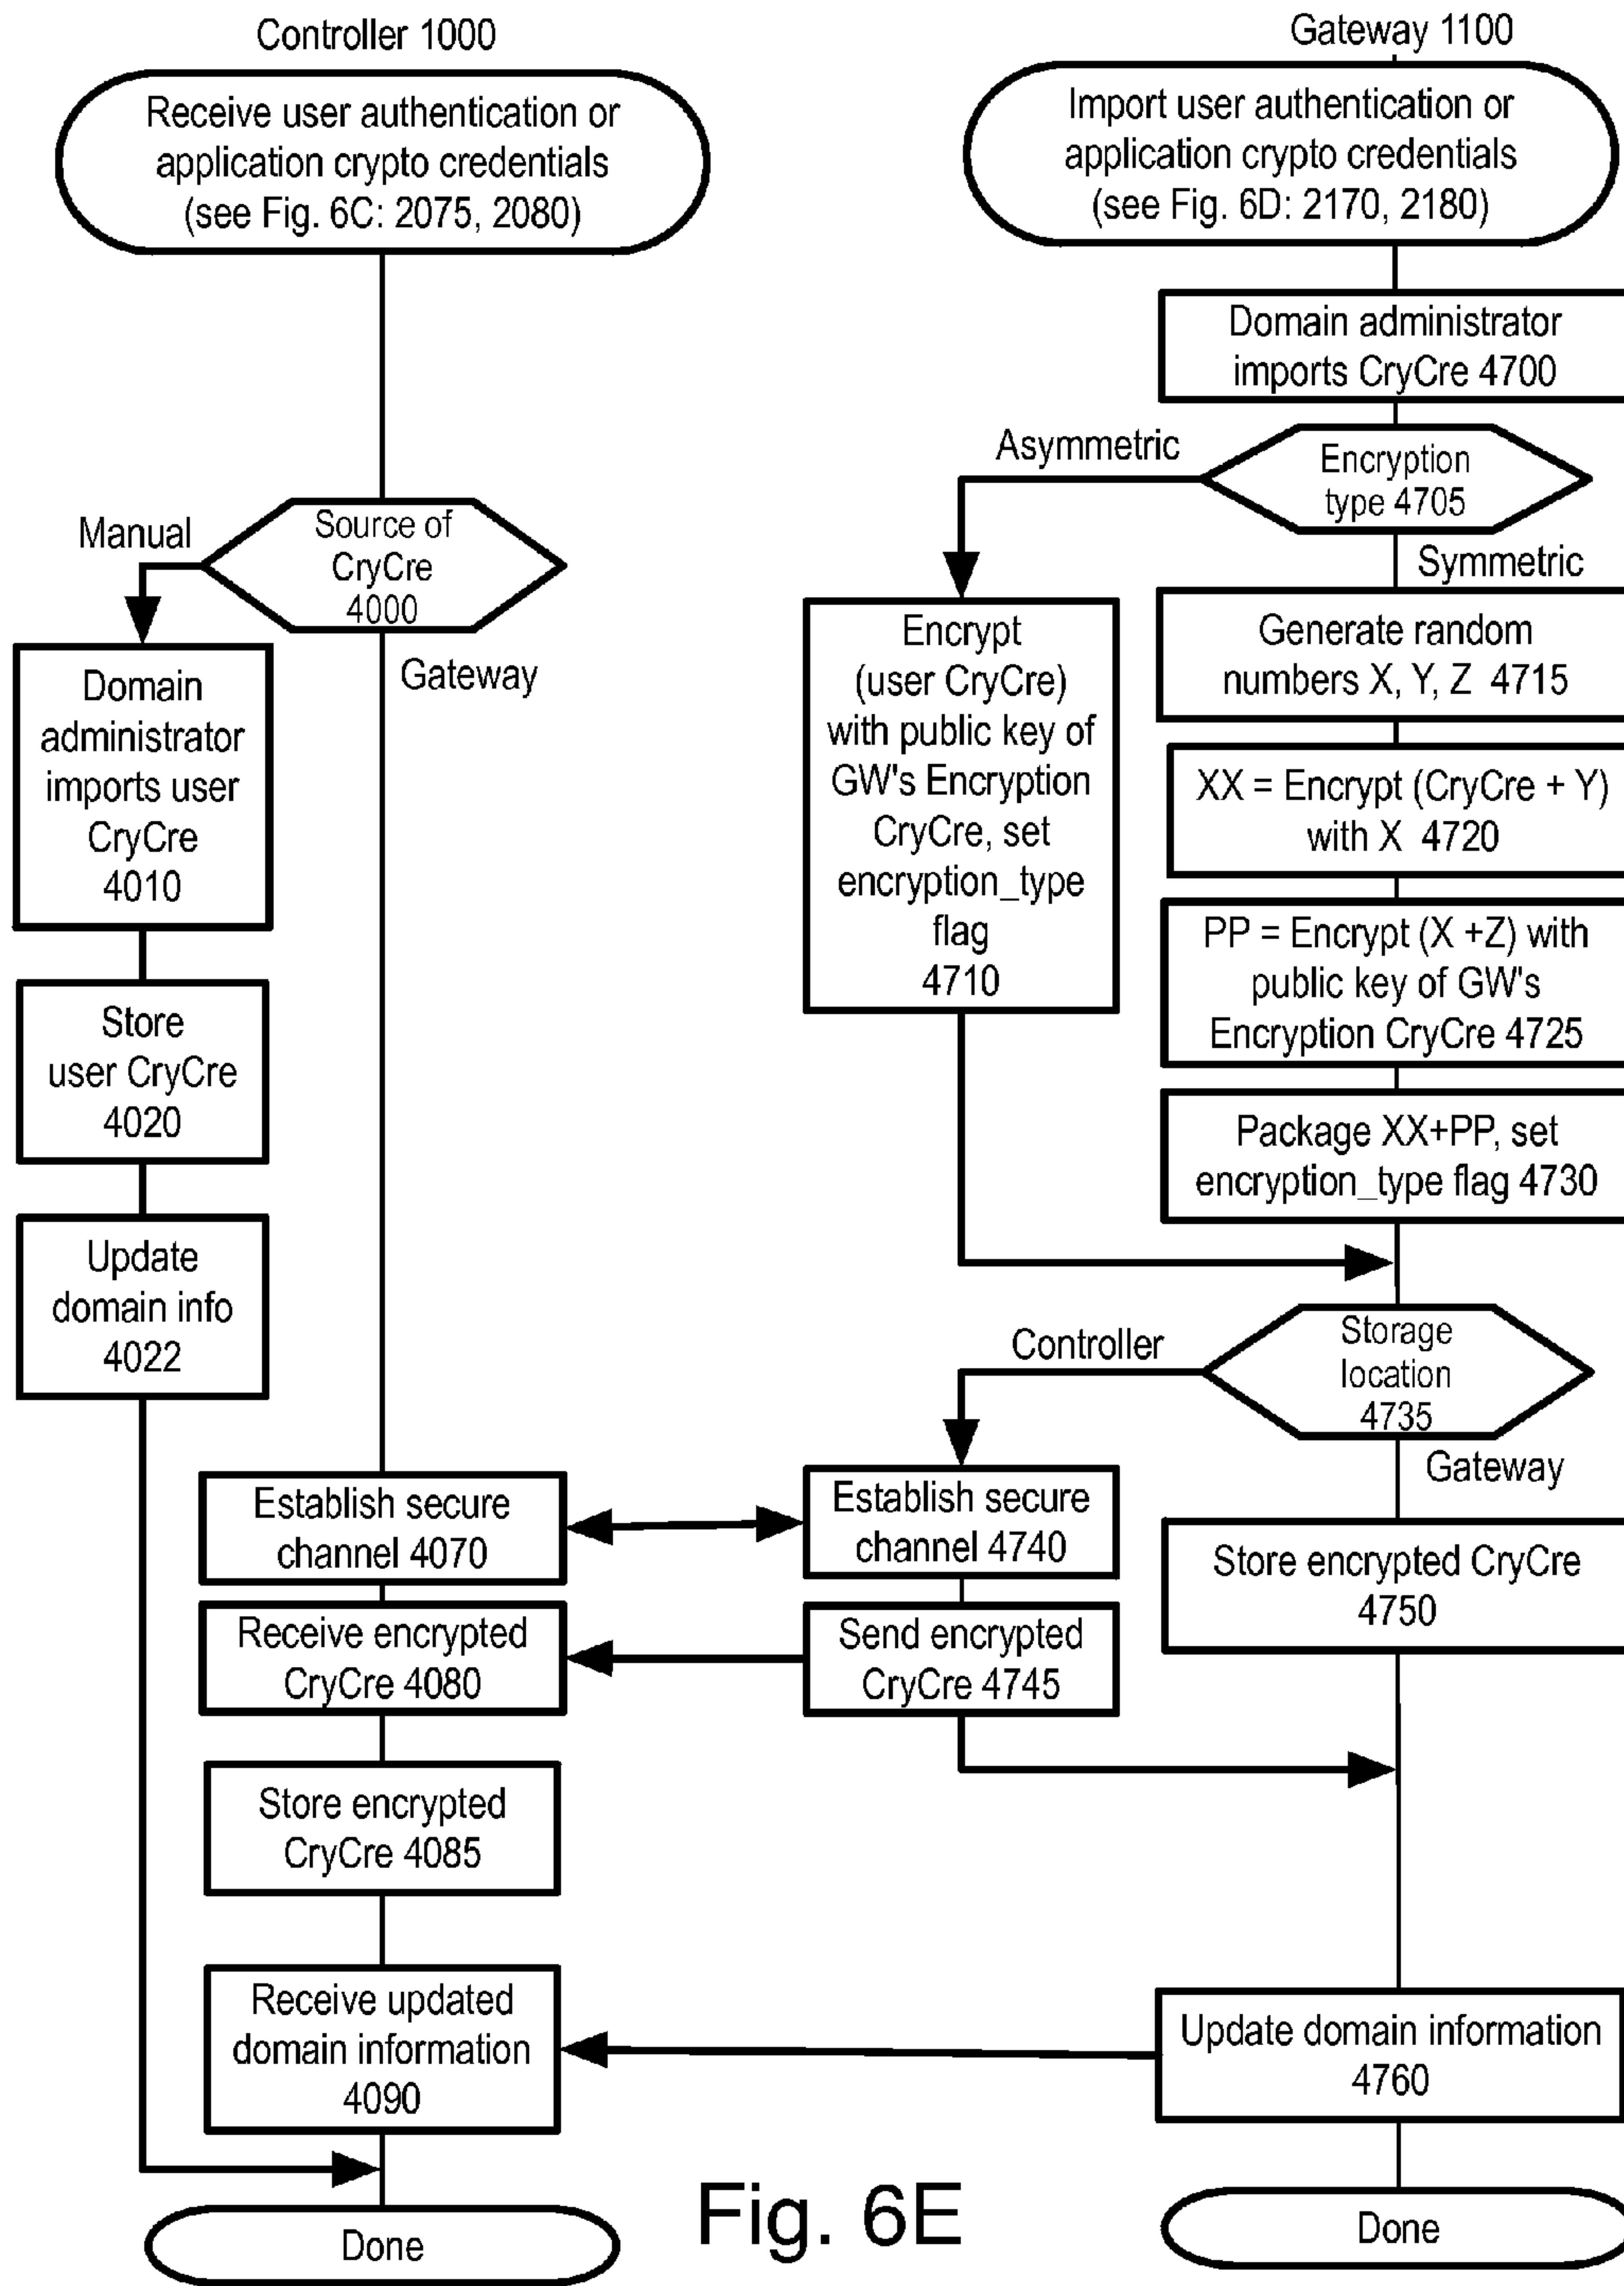 Controller 1000
Receive user authentication or
application crypto credentials
(see Fig. 6C: 2075, 2080)
Source of
CryCre
4000
Manual
Gateway
Domain
administrator
imports user
CryCre
4010
Store
user CryCre
4020
Update
domain info
4022
Establish secure
channel 4070
Receive encrypted
CryCre 4080
Store encrypted
CryCre 4085
Receive updated
domain information
4090
Done
Gateway 1100
Import user authentication or
application crypto credentials
(see Fig. 6D: 2170, 2180)
Domain administrator
imports CryCre 4700
Encryption
type 4705
Asymmetric
Symmetric
Encrypt
(user CryCre)
with public key of
GW's Encryption
CryCre, set
encryption_type
flag
4710
Generate random
numbers X, Y, Z 4715
XX = Encrypt (CryCre + Y)
with X 4720
PP = Encrypt (X +Z) with
public key of GW's
Encryption CryCre 4725
Package XX+PP, set
encryption_type flag 4730
Storage
location
4735
Controller
Gateway
Establish secure
channel 4740
Send encrypted
CryCre 4745
Store encrypted CryCre
4750
Update domain information
4760
Done
Fig. 6E